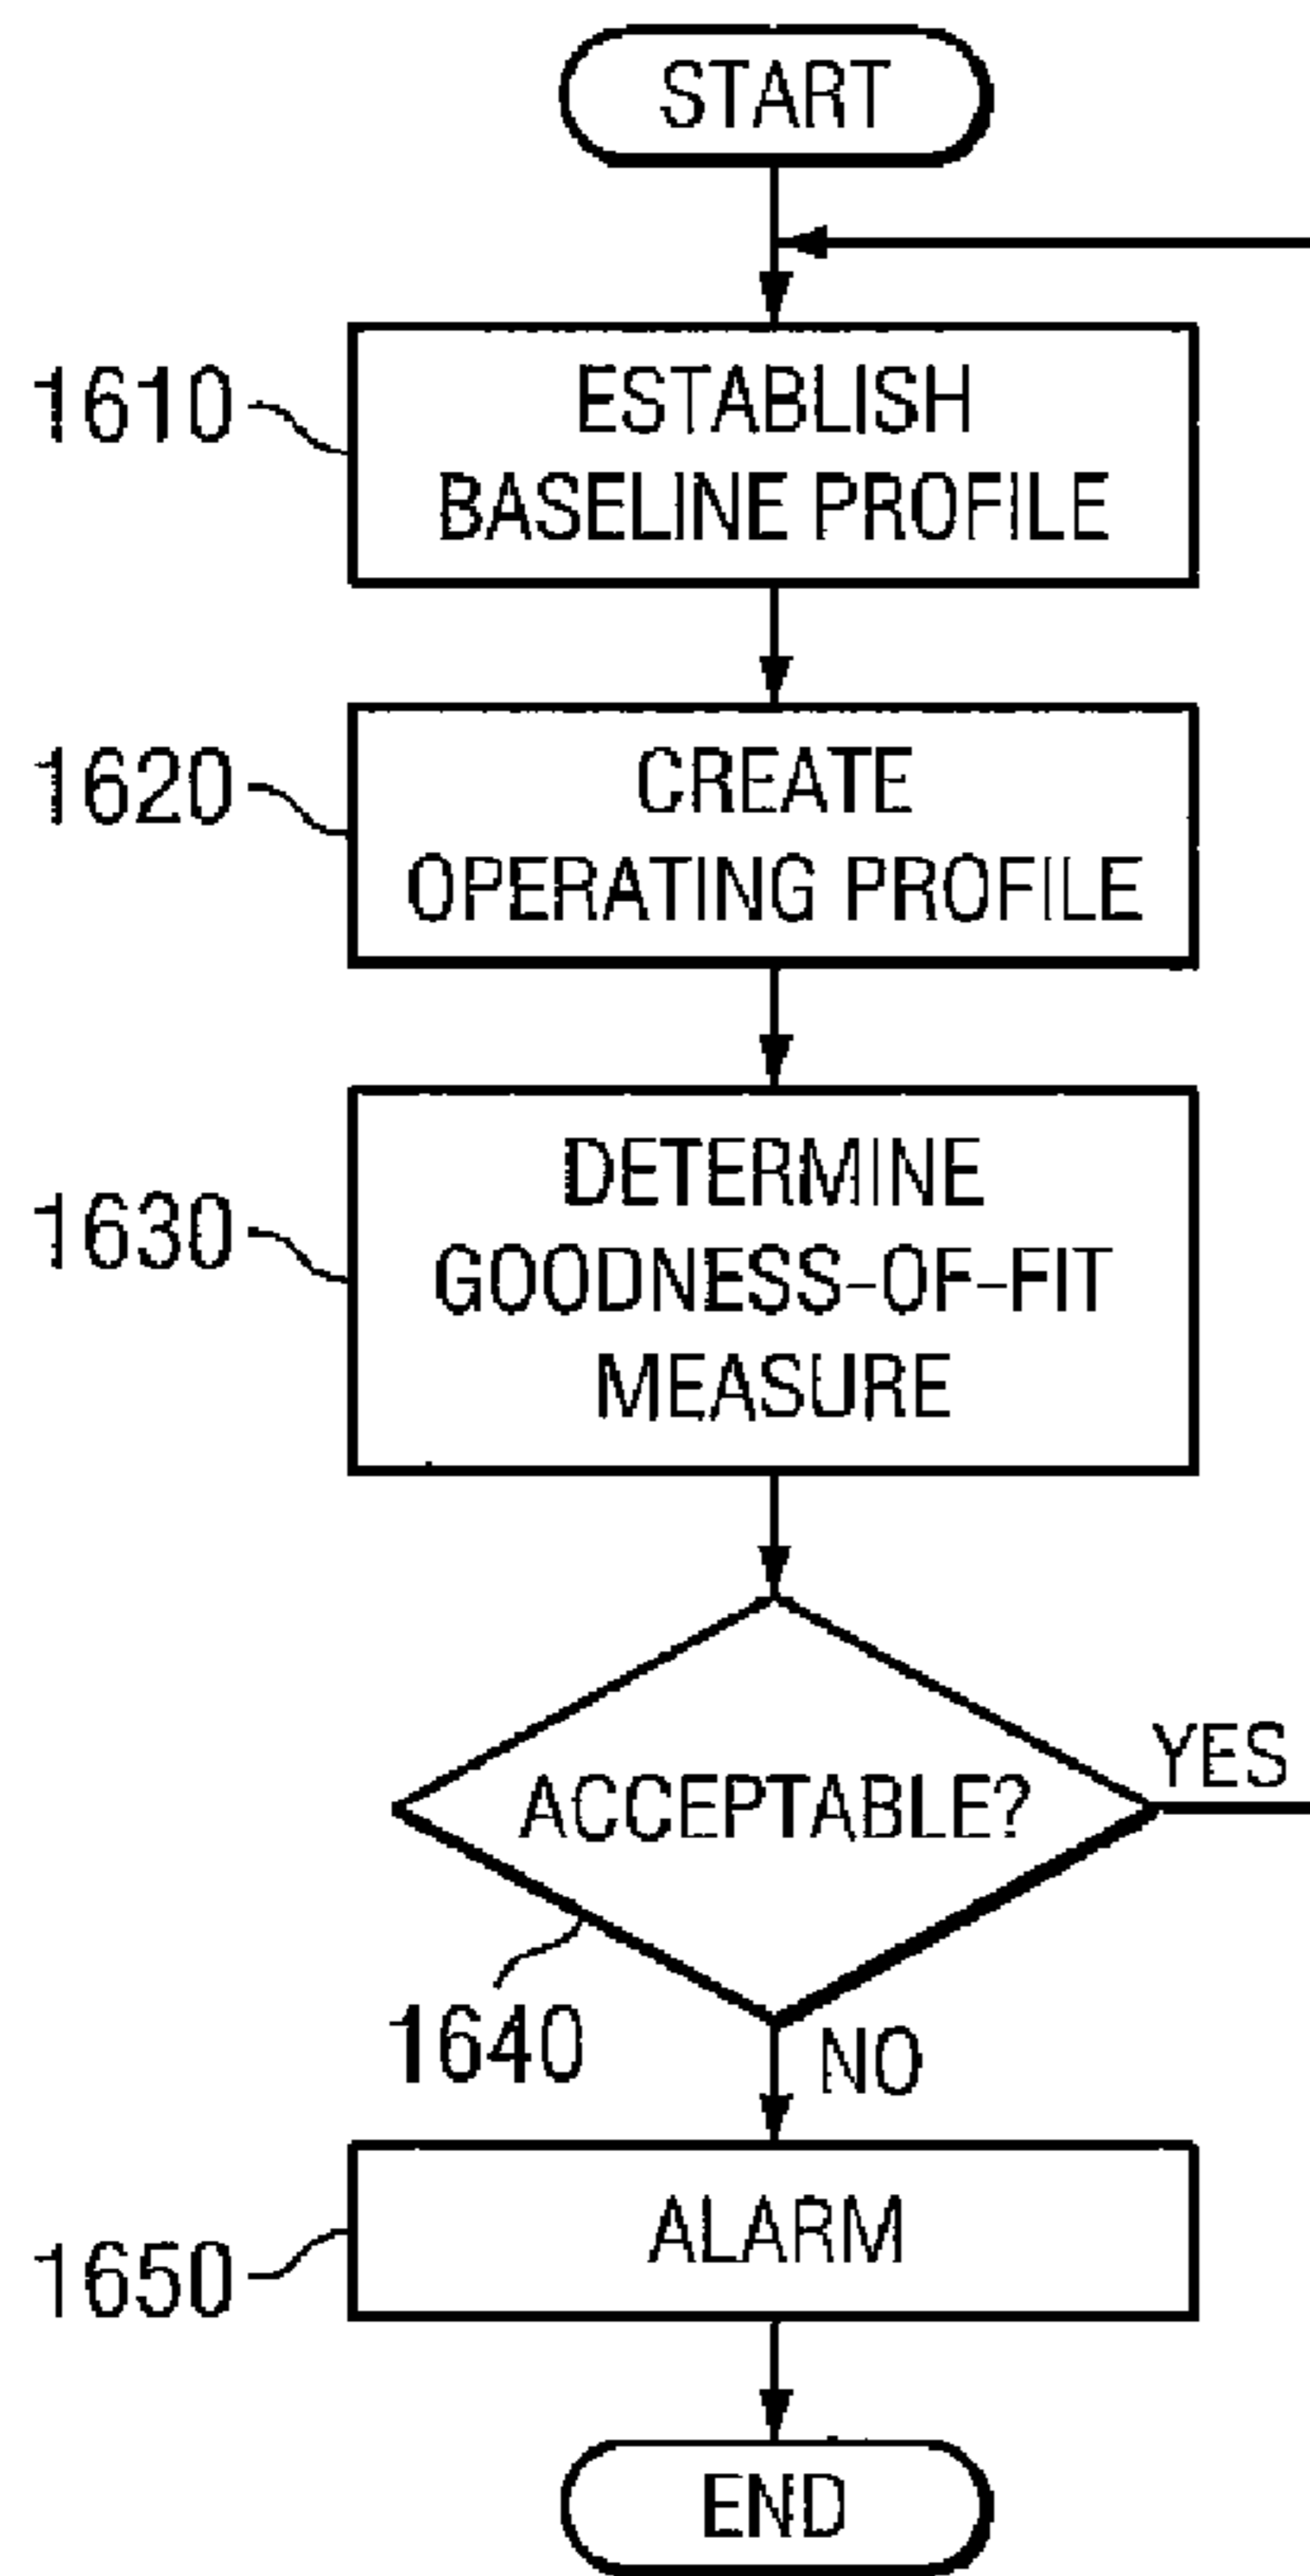 START
1610
ESTABLISH
BASELINE PROFILE
1620
CREATE
OPERATING PROFILE
1630
DETERMINE
GOODNESS-OF-FIT
MEASURE
YES
ACCEPTABLE?
1640
NO
ALARM
1650
END